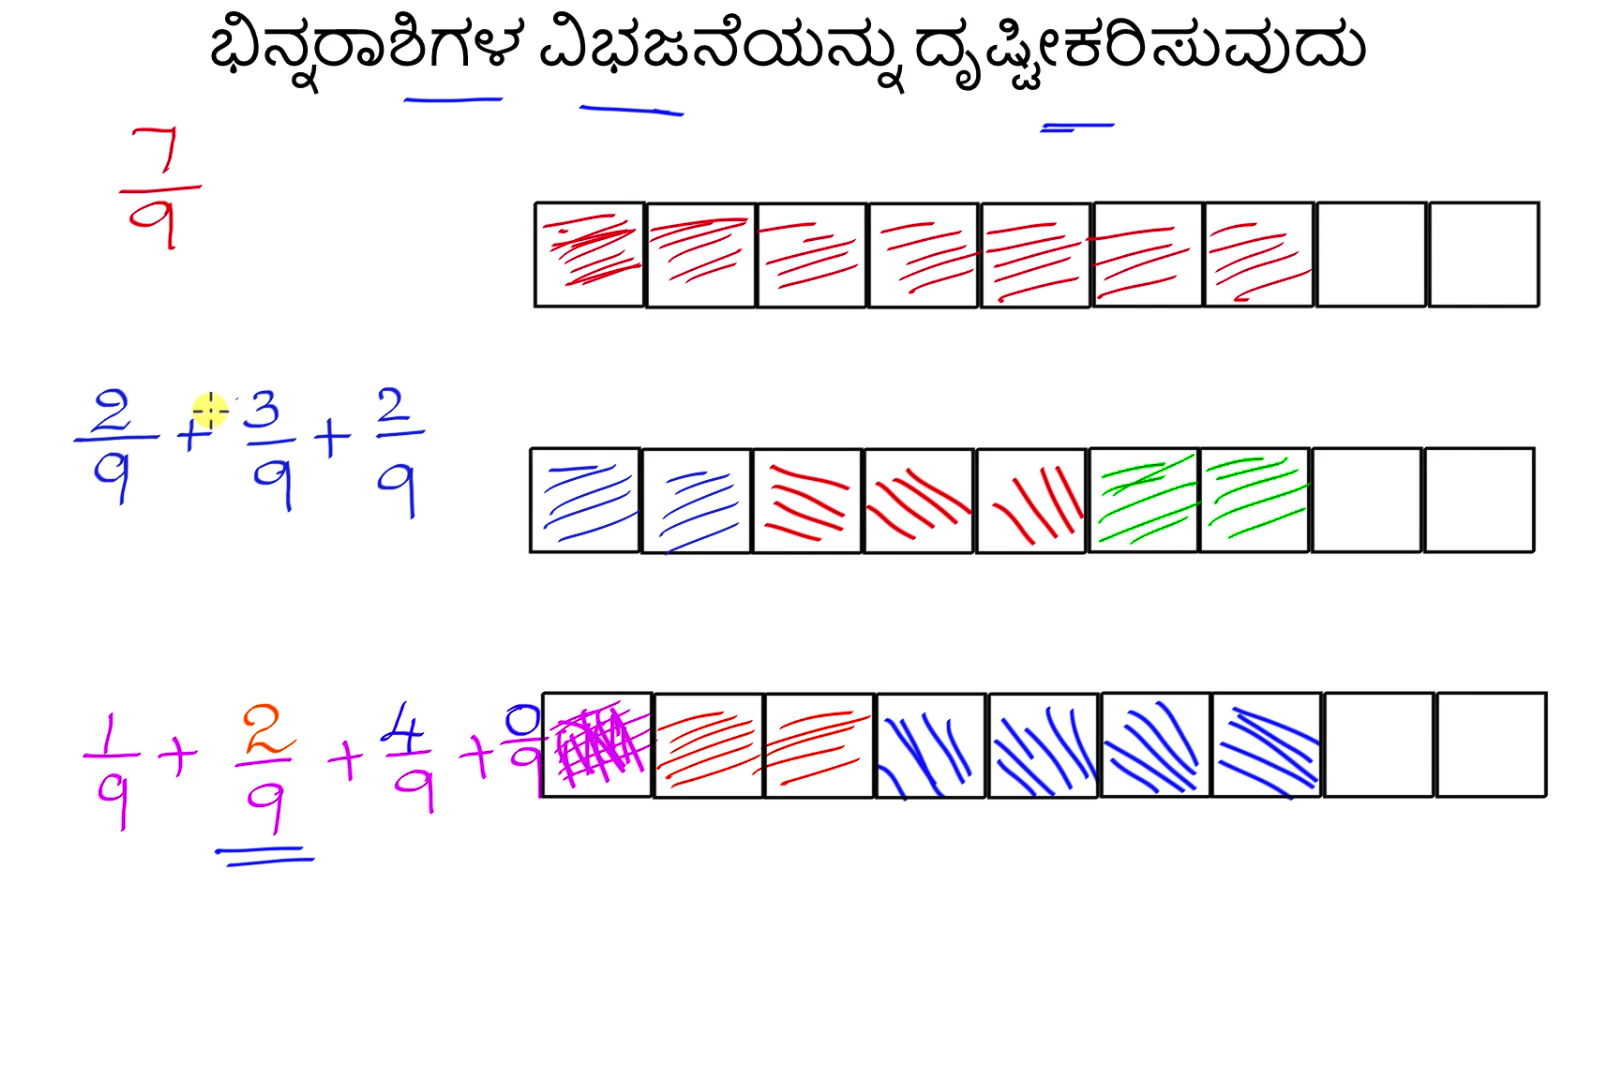 ಭಿನ್ನರಾಶಿಗಳ ವಿಭಜನೆಯನ್ನು ದೃಷ್ಟೀಕರಿಸುವುದು
7/9
2/9 + 3/9 + 2/9
1/9 + 2/9 + 4/9 + 0/9